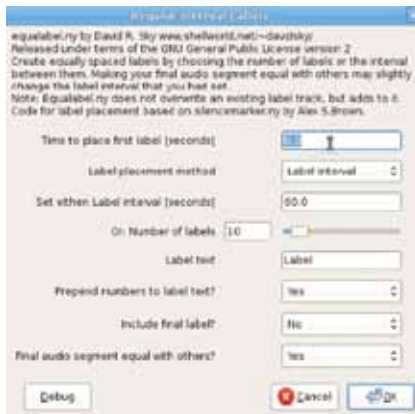 Regular Interval Labels
equalabel.ny by David R. Sky www.shellworld.net/~davidsky/
Released under terms of the GNU General Public License version 2
Create equally spaced labels by choosing the number of labels or the interval
between them. Making your final audio segment equal with others may slightly
change the label interval that you had set.
Note: Equalabel.ny does not overwrite an existing label track, but adds to it.
Code for label placement based on silencemarker.ny by Alex S.Brown.
Time to place first label [seconds]
Label placement method Label interval
Set either: Label interval [seconds] 60.0
Or: Number of labels 10
Label text Label
Prepend numbers to label text? Yes
Include final label? No
Final audio segment equal with others? Yes
Debug Cancel OK